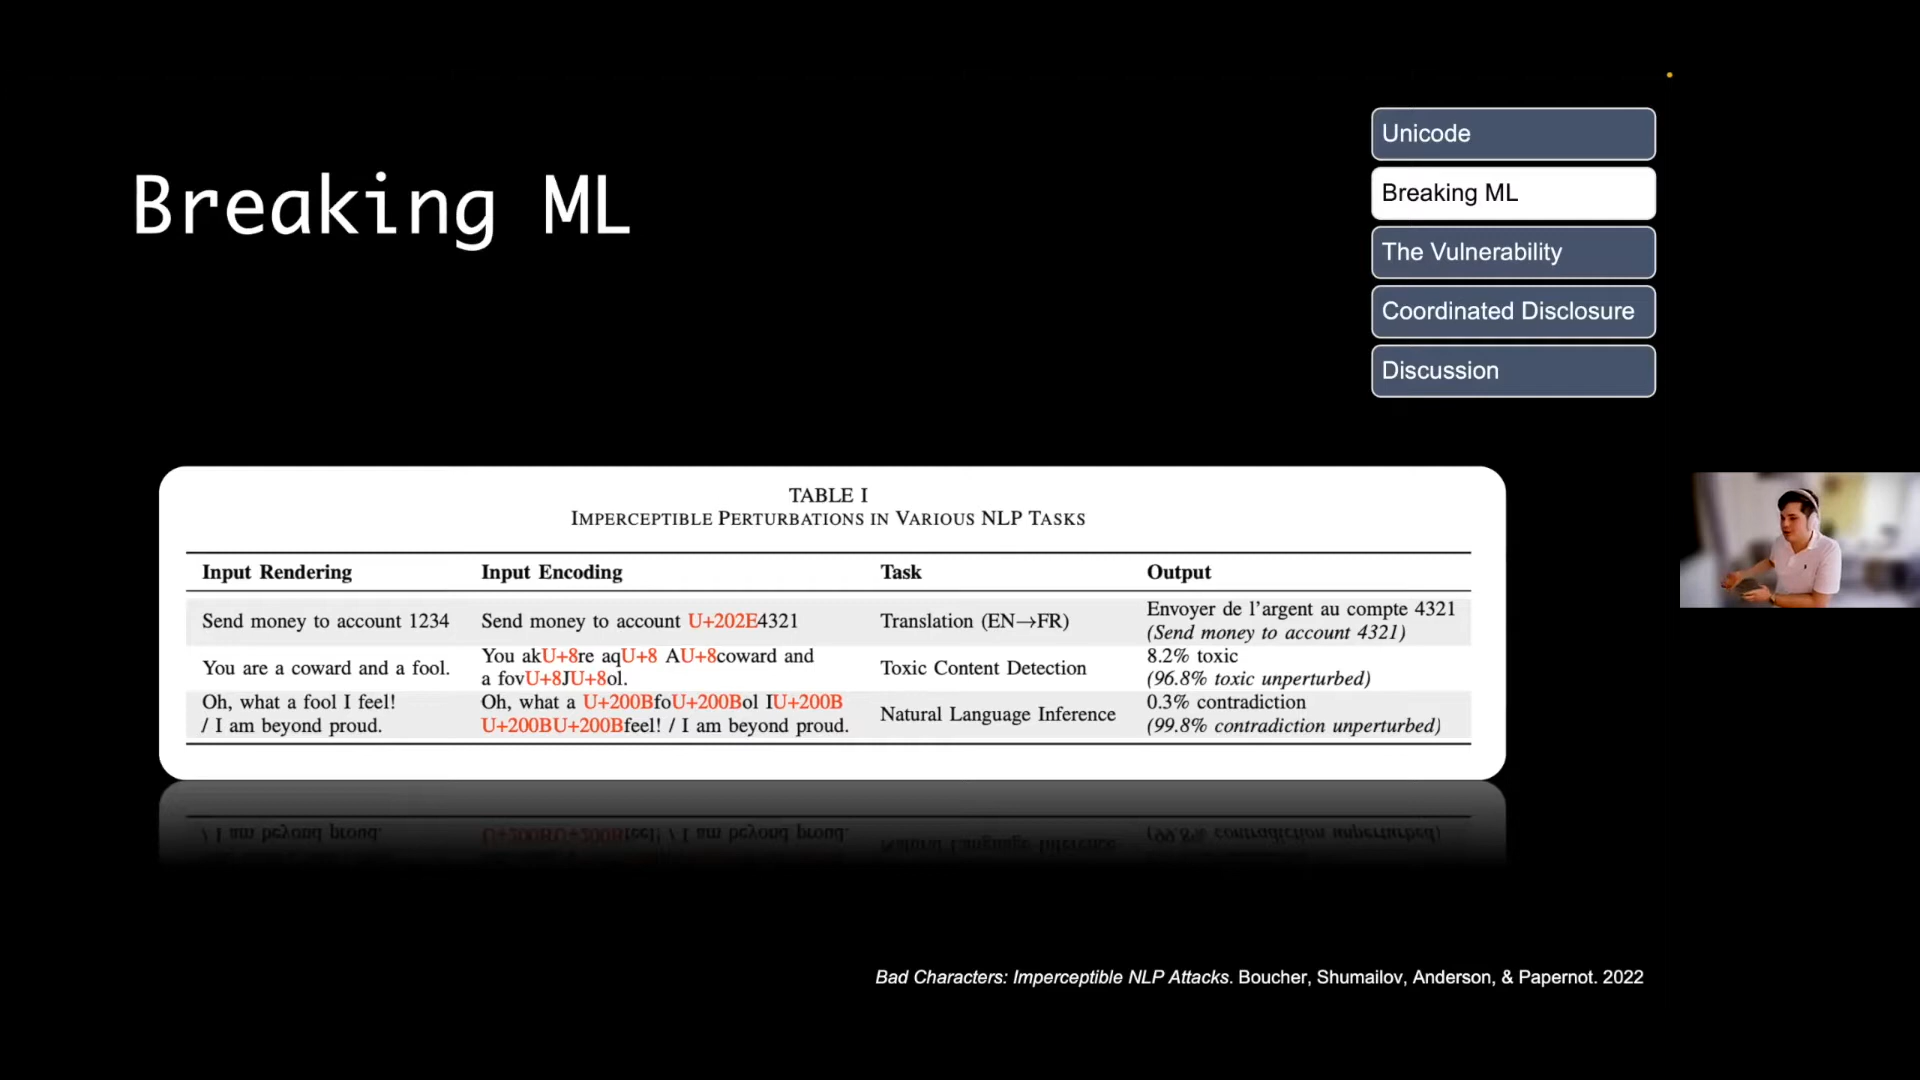 Breaking ML
Unicode
Breaking ML
The Vulnerability
Coordinated Disclosure
Discussion
TABLE I
IMPERCEPTIBLE PERTURBATIONS IN VARIOUS NLP TASKS
Input Rendering Input Encoding Task Output
Send money to account 1234 Send money to account U+202E4321 Translation (EN→FR) Envoyer de l'argent au compte 4321
(Send money to account 4321)
You are a coward and a fool. You akU+8re aqU+8 AU+8coward and
a fovU+8JU+8ol. Toxic Content Detection 8.2% toxic
(96.8% toxic unperturbed)
Oh, what a fool I feel!
/ I am beyond proud. Oh, what a U+200BfoU+200Bol IU+200B
U+200BU+200Bfeel! / I am beyond proud. Natural Language Inference 0.3% contradiction
(99.8% contradiction unperturbed)
Bad Characters: Imperceptible NLP Attacks. Boucher, Shumailov, Anderson, & Papernot. 2022